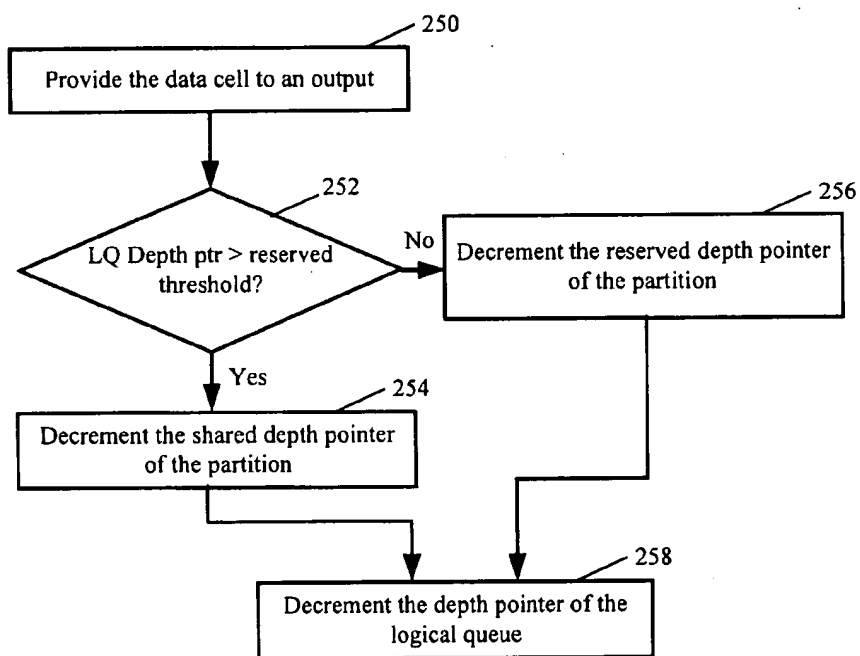 250
Provide the data cell to an output
252
LQ Depth ptr > reserved
threshold?
No
256
Decrement the reserved depth pointer
of the partition
Yes
254
Decrement the shared depth pointer
of the partition
258
Decrement the depth pointer of the
logical queue